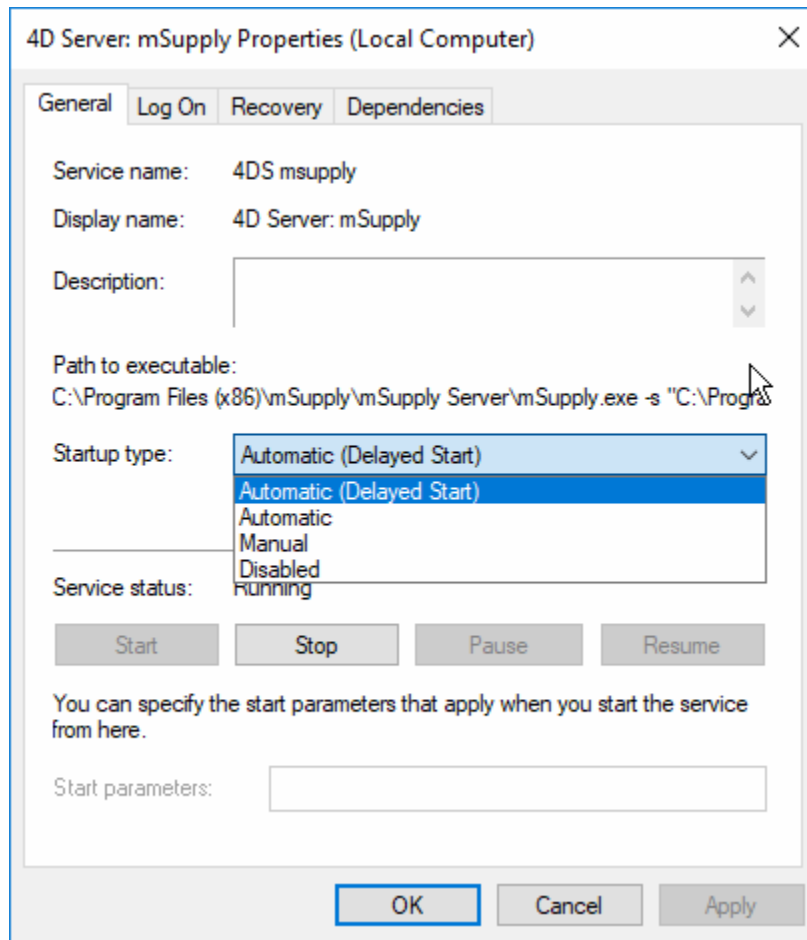 4D Server: mSupply Properties (Local Computer)
General Log On Recovery Dependencies
Service name: 4DS msupply
Display name: 4D Server: mSupply
Description:
Path to executable:
C:\Program Files (x86)\mSupply\mSupply Server\mSupply.exe -s "C:\Progra
Startup type: Automatic (Delayed Start)
Automatic (Delayed Start)
Automatic
Manual
Disabled
Service status: Running
Start Stop Pause Resume
You can specify the start parameters that apply when you start the service
from here.
Start parameters:
OK Cancel Apply